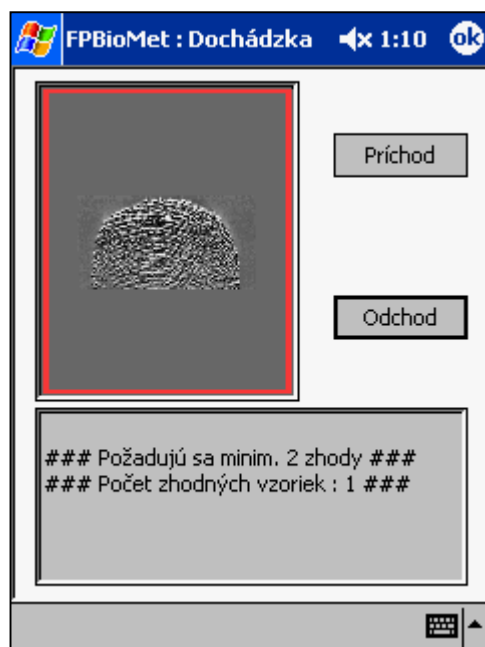 FPBioMet : Dochádzka 1:10 ok
Príchod
Odchod
### Požadujú sa minim. 2 zhody ###
### Počet zhodných vzoriek : 1 ###